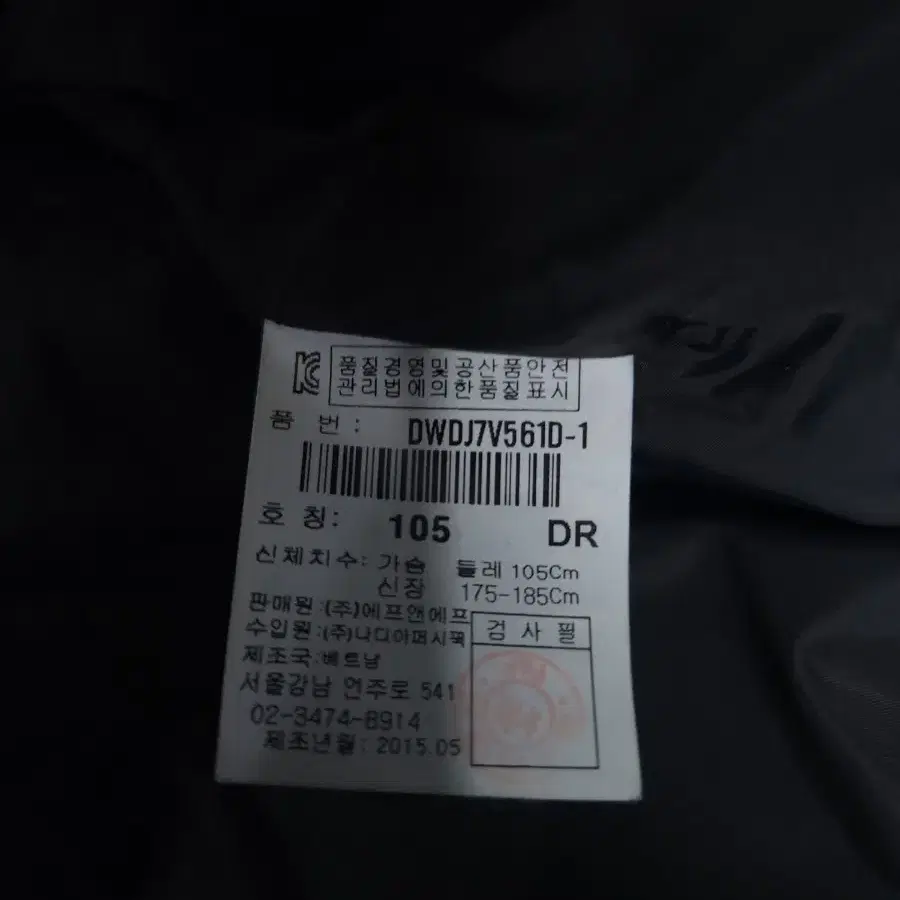 품질경영및공산품안전
관리법에의한품질표시
품 번 : DWDJ7V561D-1
호 칭: 105 DR
신체치수: 가슴 둘레 105Cm
신장 175-185Cm
판매원:(주)에프앤에프
수입원:(주)나디아퍼시픽
제조국:베트남
서울강남 언주로 541
02-3474-8914
제조년월: 2015.05
검 사 필